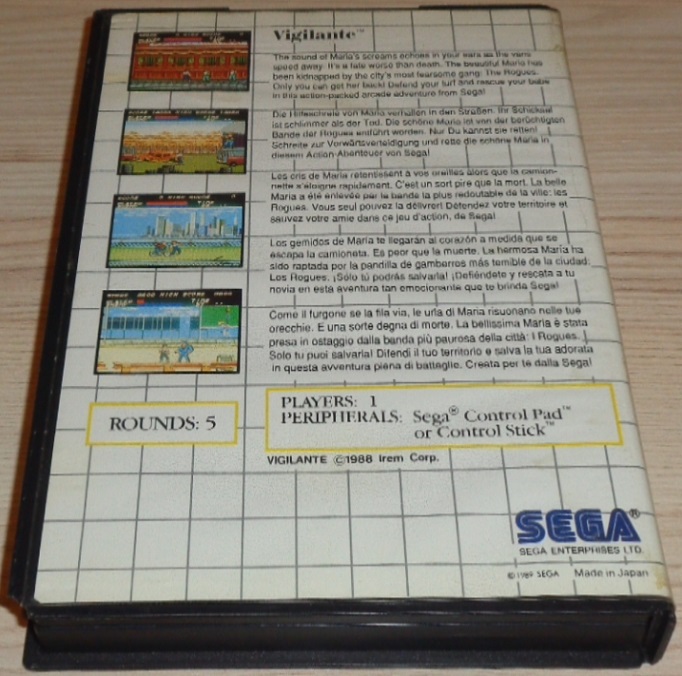 Vigilante™
The sound of Maria's screams echoes in your ears as the vans
speed away. It's a fate worse than death. The beautiful Maria has
been kidnapped by the city's most fearsome gang: The Rogues.
Only you can get her back! Defend your turf and rescue your babe
in this action-packed arcade adventure from Sega!
Die Hilfeschreie von Maria verhallen in den Straßen. Ihr Schicksal
ist schlimmer als der Tod. Die schöne Maria ist von der berüchtigten
Bande der Rogues entführt worden. Nur Du kannst sie retten!
Schreite zur Vorwärtsverteidigung und rette die schöne Maria in
diesem Action-Abenteuer von Sega!
Les cris de Maria retentissent à vos oreilles alors que la camion-
nette s'éloigne rapidement. C'est un sort pire que la mort. La belle
Maria a été enlevée par la bande la plus redoutable de la ville: les
Rogues. Vous seul pouvez la délivrer! Défendez votre territoire et
sauvez votre amie dans ce jeu d'action, de Sega!
Los gemidos de Maria te llegarán al corazón a medida que se
escapa la camioneta. Es peor que la muerte. La hermosa Maria ha
sido raptada por la pandilla de gamberros más temible de la ciudad:
Los Rogues. ¡Sólo tú podrás salvarla! ¡Defiéndete y rescata a tu
novia en esta aventura tan emocionante que te brinda Sega!
Come il furgone se la fila via, le urla di Maria risuonano nelle tue
orecchie. E una sorte degna di morte. La bellissima Maria è stata
presa in ostaggio dalla banda più paurosa della città: I Rogues.
Solo tu puoi salvarla! Difendi il tuo territorio e salva la tua adorata
in questa avventura piena di battaglie. Creata per te dalla Sega!
ROUNDS: 5
PLAYERS: 1
PERIPHERALS: Sega® Control Pad™
or Control Stick™
VIGILANTE ©1988 Irem Corp.
SEGA®
SEGA ENTERPRISES LTD.
©1989 SEGA Made in Japan